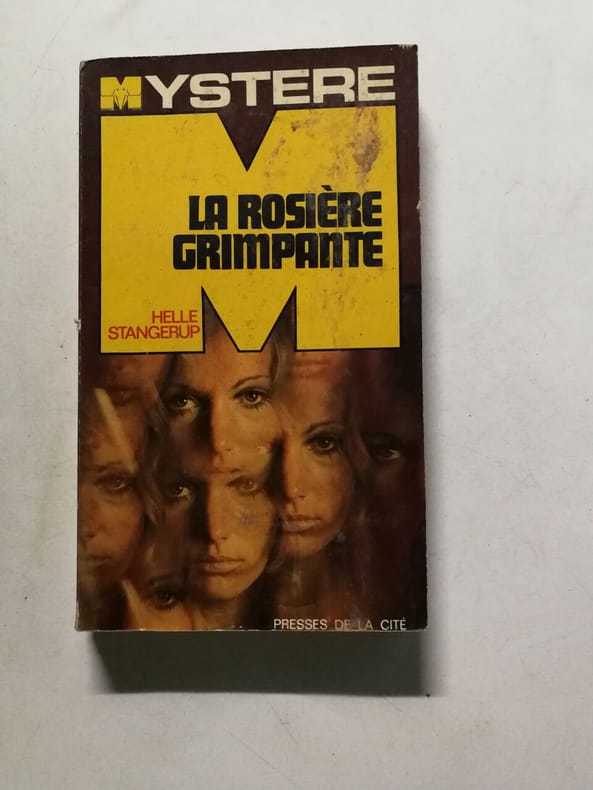 MYSTERE
LA ROSIÈRE
GRIMPANTE
HELLE
STANGERUP
PRESSES DE LA CITÉ